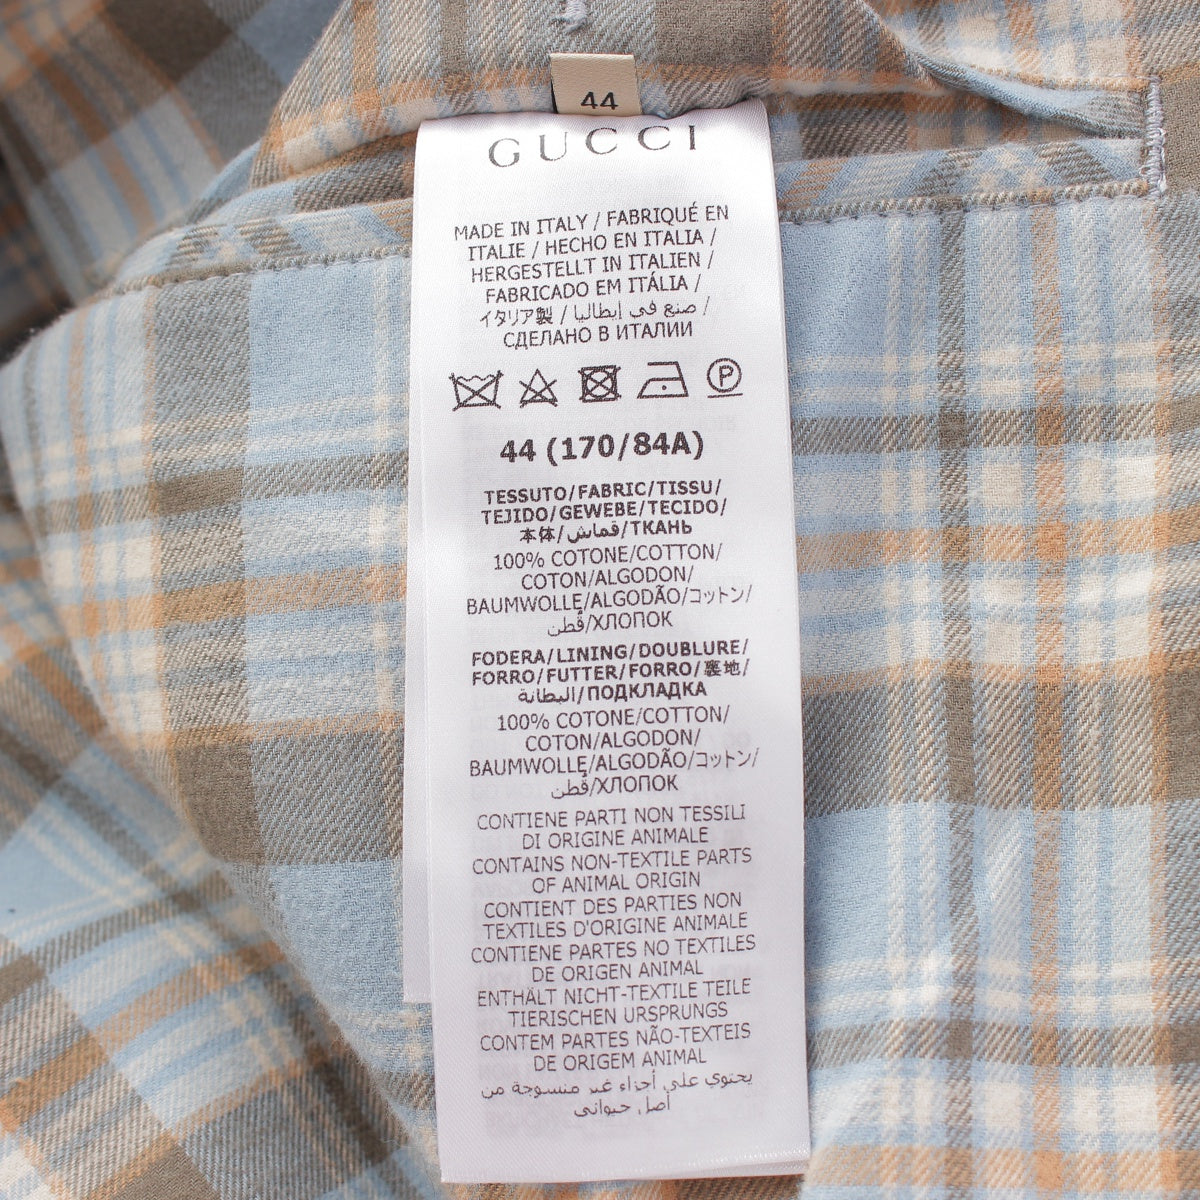 44
GUCCI
MADE IN ITALY / FABRIQUÉ EN
ITALIE / HECHO EN ITALIA /
HERGESTELLT IN ITALIEN /
FABRICADO EM ITÁLIA /
イタリア製 / صنع في إيطاليا /
СДЕЛАНО В ИТАЛИИ
P
44 (170/84A)
TESSUTO/FABRIC/TISSU/
TEJIDO/GEWEBE/TECIDO/
本体/قماش/ТКАНЬ
100% COTONE/COTTON/
COTON/ALGODON/
BAUMWOLLE/ALGODÃO/コットン/
قُطن/ХЛОПОК
FODERA/LINING/DOUBLURE/
FORRO/FUTTER/FORRO/裏地/
البطانة/ПОДКЛАДКА
100% COTONE/COTTON/
COTON/ALGODON/
BAUMWOLLE/ALGODÃO/コットン/
قُطن/ХЛОПОК
CONTIENE PARTI NON TESSILI
DI ORIGINE ANIMALE
CONTAINS NON-TEXTILE PARTS
OF ANIMAL ORIGIN
CONTIENT DES PARTIES NON
TEXTILES D'ORIGINE ANIMALE
CONTIENE PARTES NO TEXTILES
DE ORIGEN ANIMAL
ENTHÄLT NICHT-TEXTILE TEILE
TIERISCHEN URSPRUNGS
CONTEM PARTES NÃO-TEXTEIS
DE ORIGEM ANIMAL
يحتوي على أجزاء غير منسوجة من
أصل حيواني